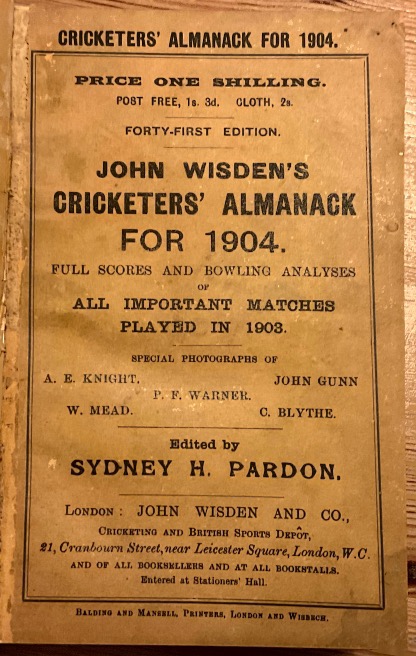 CRICKETERS' ALMANACK FOR 1904.
PRICE ONE SHILLING.
POST FREE, 1s. 3d. CLOTH, 2s.
FORTY-FIRST EDITION.
JOHN WISDEN'S
CRICKETERS' ALMANACK
FOR 1904.
FULL SCORES AND BOWLING ANALYSES
OF
ALL IMPORTANT MATCHES
PLAYED IN 1903.
SPECIAL PHOTOGRAPHS OF
A. E. KNIGHT. JOHN GUNN
P. F. WARNER.
W. MEAD. C. BLYTHE.
Edited by
SYDNEY H. PARDON.
LONDON: JOHN WISDEN AND CO.,
CRICKETING AND BRITISH SPORTS DEPÔT,
21, Cranbourn Street, near Leicester Square, London, W.C.
AND OF ALL BOOKSELLERS AND AT ALL BOOKSTALLS.
Entered at Stationers' Hall.
BALDING AND MANSELL, PRINTERS, LONDON AND WISBECH.